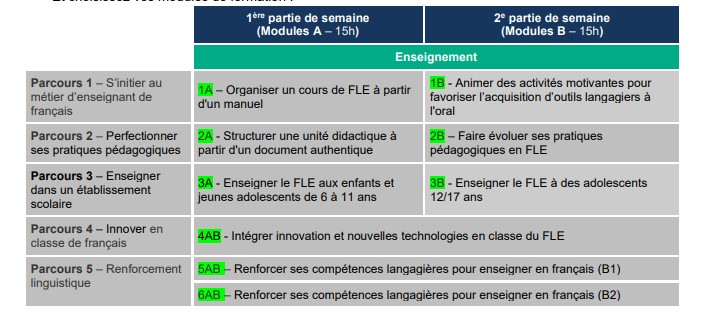 1ère partie de semaine
(Modules A – 15h)
2e partie de semaine
(Modules B – 15h)
Enseignement
Parcours 1 – S'initier au
métier d'enseignant de
français
1A – Organiser un cours de FLE à partir
d'un manuel
1B - Animer des activités motivantes pour
favoriser l'acquisition d'outils langagiers à
l'oral
Parcours 2 – Perfectionner
ses pratiques pédagogiques
2A - Structurer une unité didactique à
partir d'un document authentique
2B – Faire évoluer ses pratiques
pédagogiques en FLE
Parcours 3 – Enseigner
dans un établissement
scolaire
3A - Enseigner le FLE aux enfants et
jeunes adolescents de 6 à 11 ans
3B - Enseigner le FLE à des adolescents
12/17 ans
Parcours 4 – Innover en
classe de français
4AB - Intégrer innovation et nouvelles technologies en classe du FLE
Parcours 5 – Renforcement
linguistique
5AB – Renforcer ses compétences langagières pour enseigner en français (B1)
6AB – Renforcer ses compétences langagières pour enseigner en français (B2)